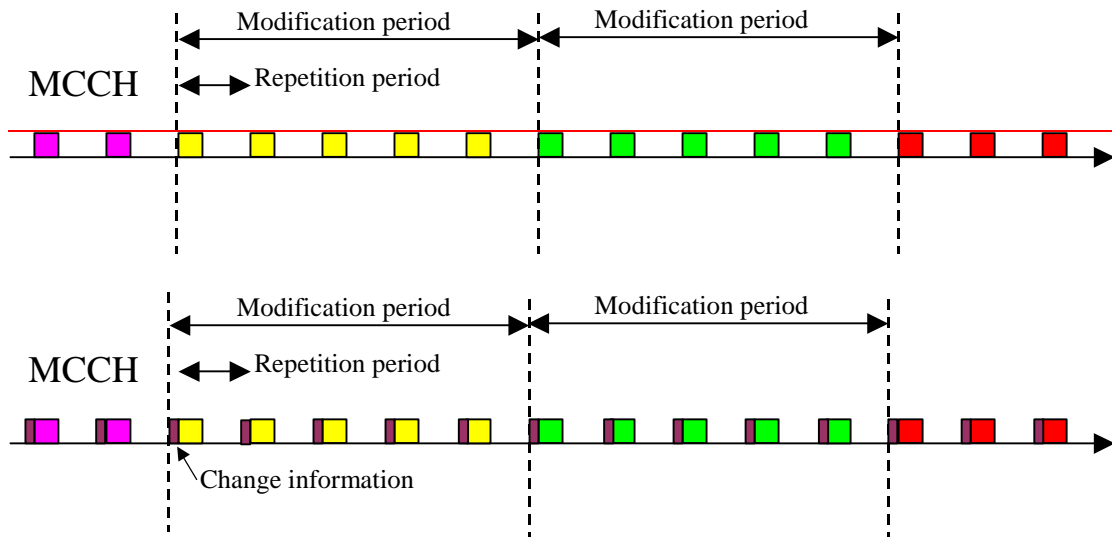 Modification period
Modification period
MCCH
Repetition period
Modification period
Modification period
MCCH
Repetition period
Change information